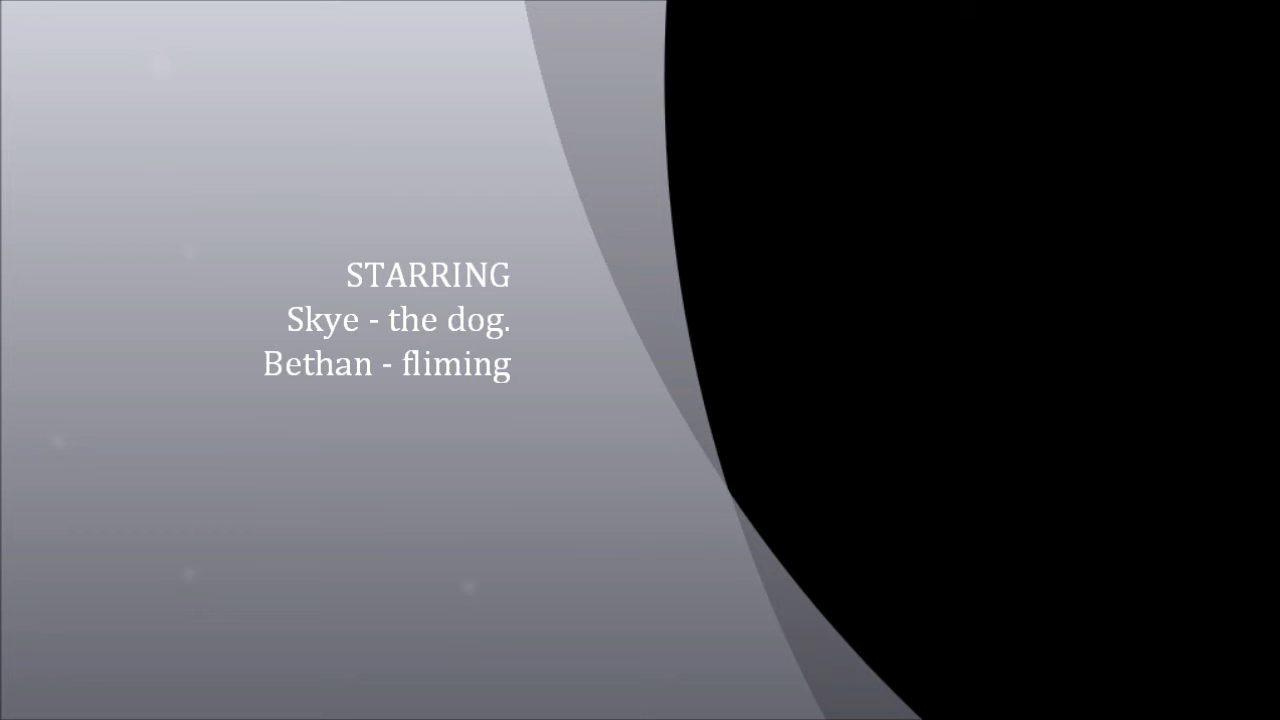 STARRING
Skye - the dog.
Bethan - fliming